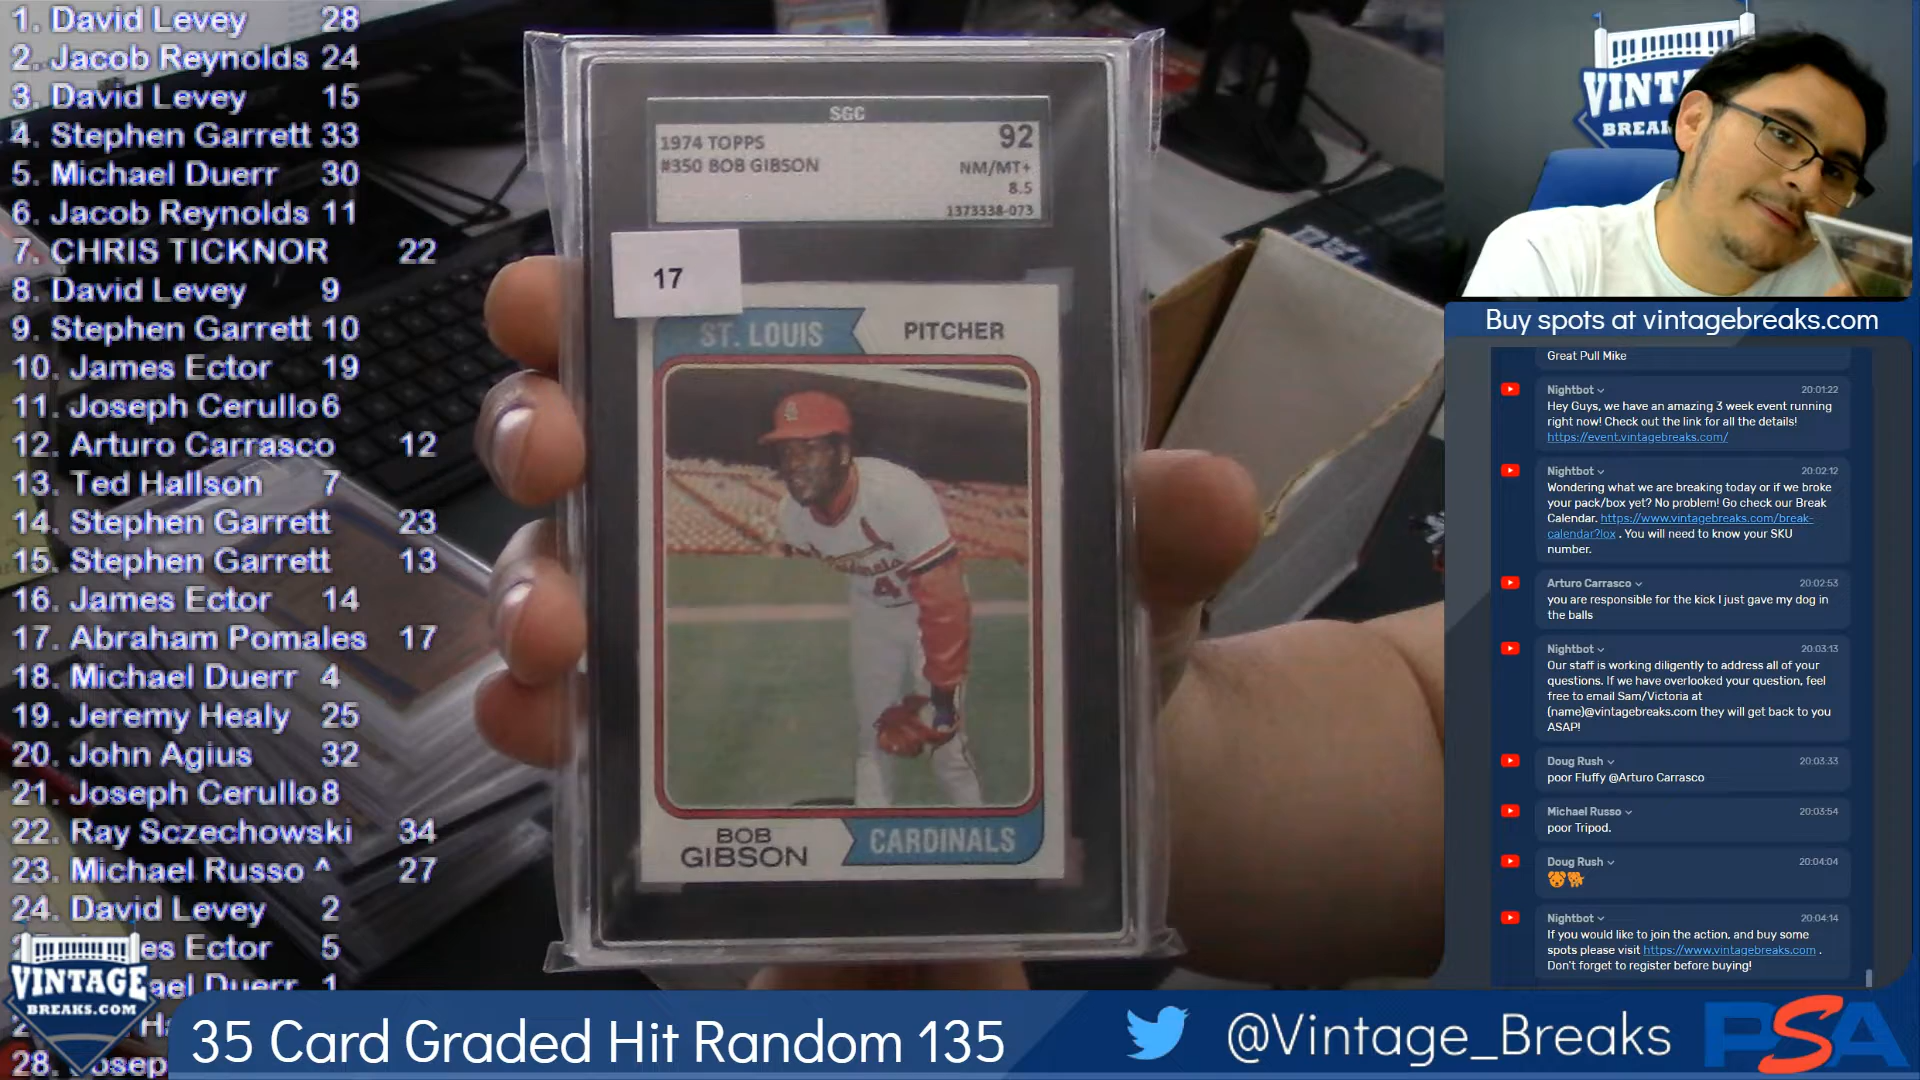 1. David Levey 28
2. Jacob Reynolds 24
3. David Levey 15
4. Stephen Garrett 33
5. Michael Duerr 30
6. Jacob Reynolds 11
7. CHRIS TICKNOR 22
8. David Levey 9
9. Stephen Garrett 10
10. James Ector 19
11. Joseph Cerullo 6
12. Arturo Carrasco 12
13. Ted Hallson 7
14. Stephen Garrett 23
15. Stephen Garrett 13
16. James Ector 14
17. Abraham Pomales 17
18. Michael Duerr 4
19. Jeremy Healy 25
20. John Agius 32
21. Joseph Cerullo 8
22. Ray Sczechowski 34
23. Michael Russo ^ 27
24. David Levey 2
es Ector 5
ael Duerr 1
28. Josep
VINTAGE
BREAKS.COM
SGC
1974 TOPPS 92
#350 BOB GIBSON NM/MT+
8.5
1373538-073
17
ST. LOUIS PITCHER
Cardinals
4
BOB
GIBSON
CARDINALS
VINT
BREA
Buy spots at vintagebreaks.com
Great Pull Mike
Nightbot 20:01:22
Hey Guys, we have an amazing 3 week event running
right now! Check out the link for all the details!
https://event.vintagebreaks.com/
Nightbot 20:02:12
Wondering what we are breaking today or if we broke
your pack/box yet? No problem! Go check our Break
Calendar. https://www.vintagebreaks.com/break-
calendar?lox . You will need to know your SKU
number.
Arturo Carrasco 20:02:53
you are responsible for the kick I just gave my dog in
the balls
Nightbot 20:03:13
Our staff is working diligently to address all of your
questions. If we have overlooked your question, feel
free to email Sam/Victoria at
(name)@vintagebreaks.com they will get back to you
ASAP!
Doug Rush 20:03:33
poor Fluffy @Arturo Carrasco
Michael Russo 20:03:54
poor Tripod.
Doug Rush 20:04:04
Nightbot 20:04:14
If you would like to join the action, and buy some
spots please visit https://www.vintagebreaks.com .
Don't forget to register before buying!
35 Card Graded Hit Random 135
@Vintage_Breaks
PSA